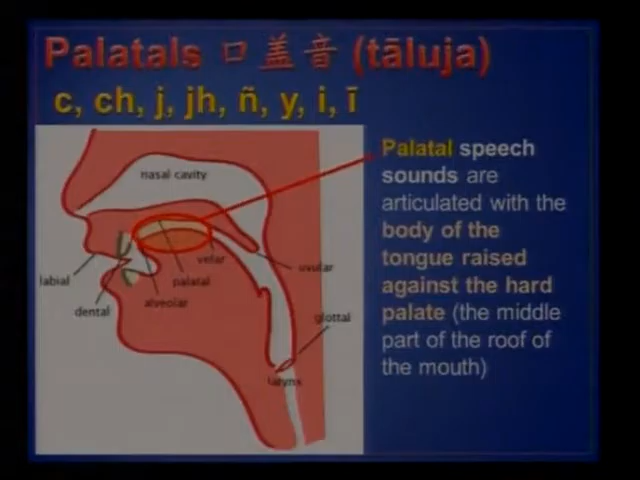 Palatals 口盖音 (tāluja)
c, ch, j, jh, ñ, y, i, ī
nasal cavity
labial
dental
alveolar
palatal
velar
uvular
glottal
larynx
Palatal speech
sounds are
articulated with the
body of the
tongue raised
against the hard
palate (the middle
part of the roof of
the mouth)